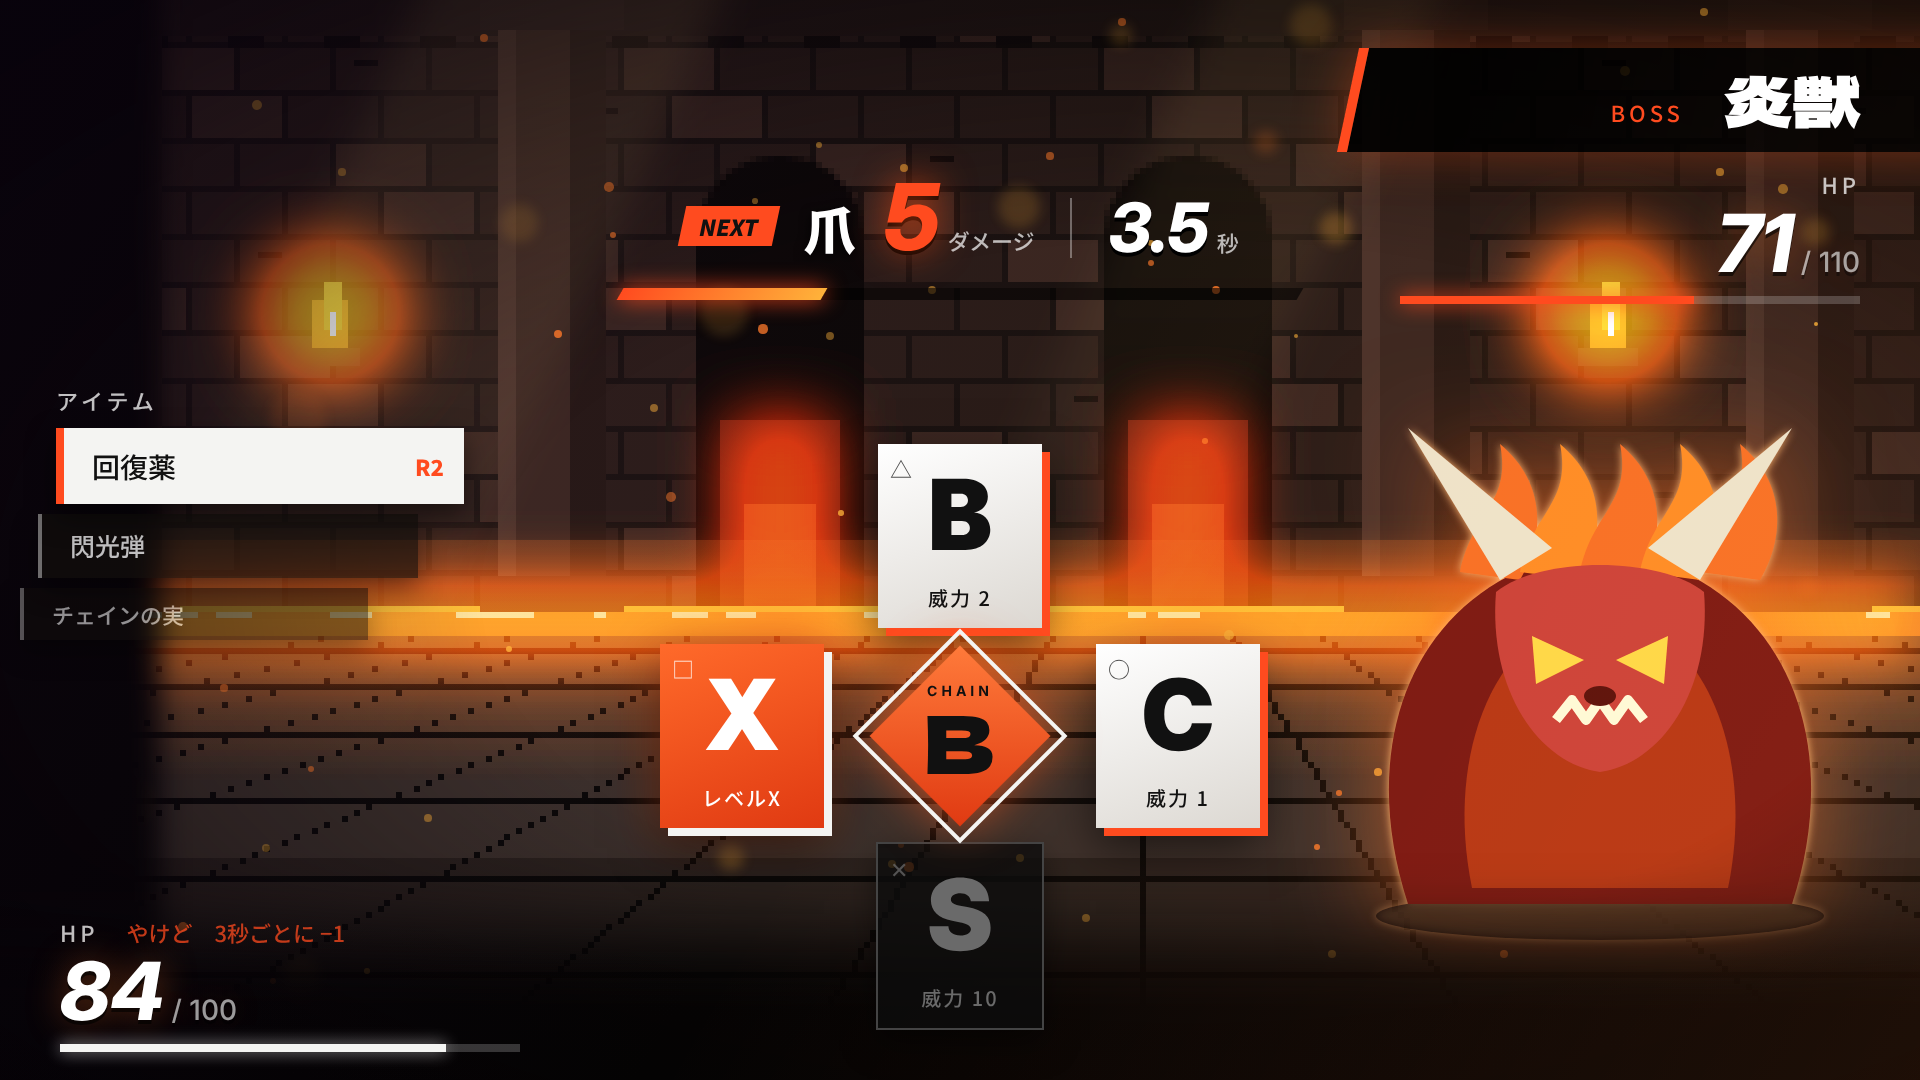 BOSS 炎獣
HP
71 / 110
NEXT 爪 5 ダメージ 3.5 秒
アイテム
回復薬 R2
閃光弾
チェインの実
△
B
威力 2
□
X
レベルX
CHAIN
B
○
C
威力 1
×
S
威力 10
HP やけど 3秒ごとに −1
84 / 100